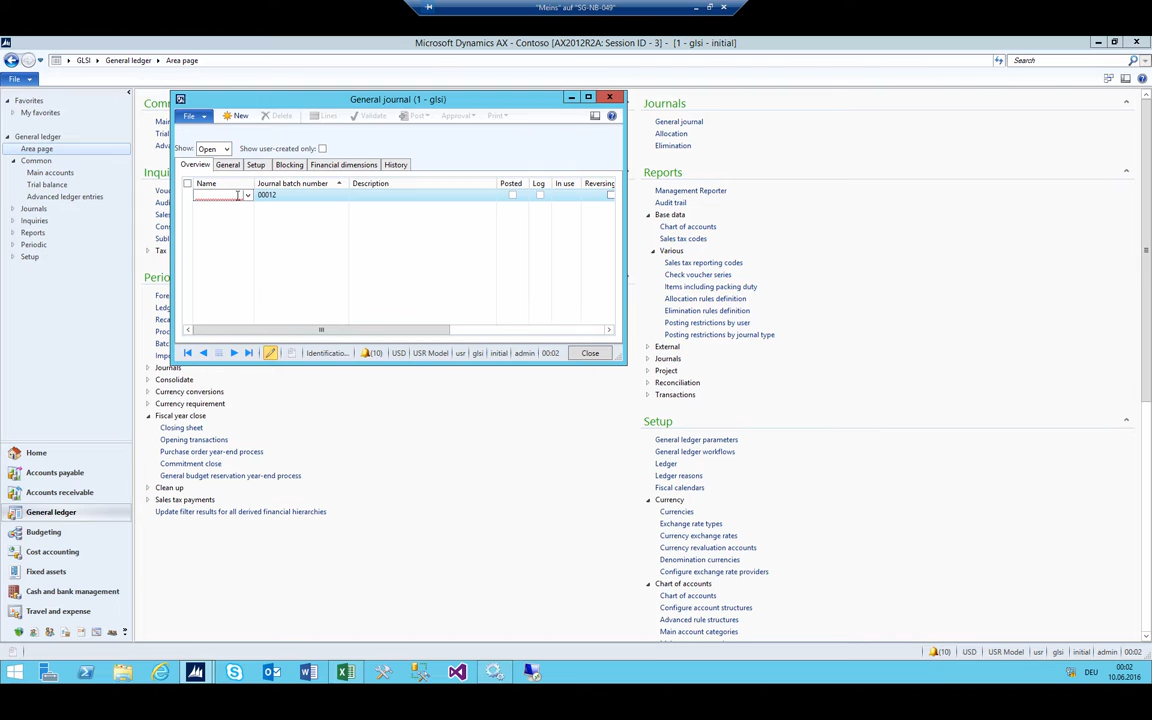 "Meins" auf "SG-NB-049"
Microsoft Dynamics AX - Contoso [AX2012R2A: Session ID - 3] - [1 - glsi - initial]
GLSI General ledger Area page Search
File
Favorites
My favorites
General ledger
Area page
Common
Main accounts
Trial balance
Advanced ledger entries
Journals
Inquiries
Reports
Periodic
Setup
Home
Accounts payable
Accounts receivable
General ledger
Budgeting
Cost accounting
Fixed assets
Cash and bank management
Travel and expense
General journal (1 - glsi)
File New Delete Lines Validate Post Approval Print
Show: Open Show user-created only:
Overview General Setup Blocking Financial dimensions History
Name Journal batch number Description Posted Log In use Reversing
00012
Identificatio... (10) USD USR Model usr glsi initial admin 00:02 Close
Tax
Journals
Consolidate
Currency conversions
Currency requirement
Fiscal year close
Closing sheet
Opening transactions
Purchase order year-end process
Commitment close
General budget reservation year-end process
Clean up
Sales tax payments
Update filter results for all derived financial hierarchies
Journals
General journal
Allocation
Elimination
Reports
Management Reporter
Audit trail
Base data
Chart of accounts
Sales tax codes
Various
Sales tax reporting codes
Check voucher series
Items including packing duty
Allocation rules definition
Elimination rules definition
Posting restrictions by user
Posting restrictions by journal type
External
Journals
Project
Reconciliation
Transactions
Setup
General ledger parameters
General ledger workflows
Ledger
Ledger reasons
Fiscal calendars
Currency
Currencies
Exchange rate types
Currency exchange rates
Currency revaluation accounts
Denomination currencies
Configure exchange rate providers
Chart of accounts
Chart of accounts
Configure account structures
Advanced rule structures
Main account categories
(10) USD USR Model usr glsi initial admin 00:02
DEU 00:02
10.06.2016